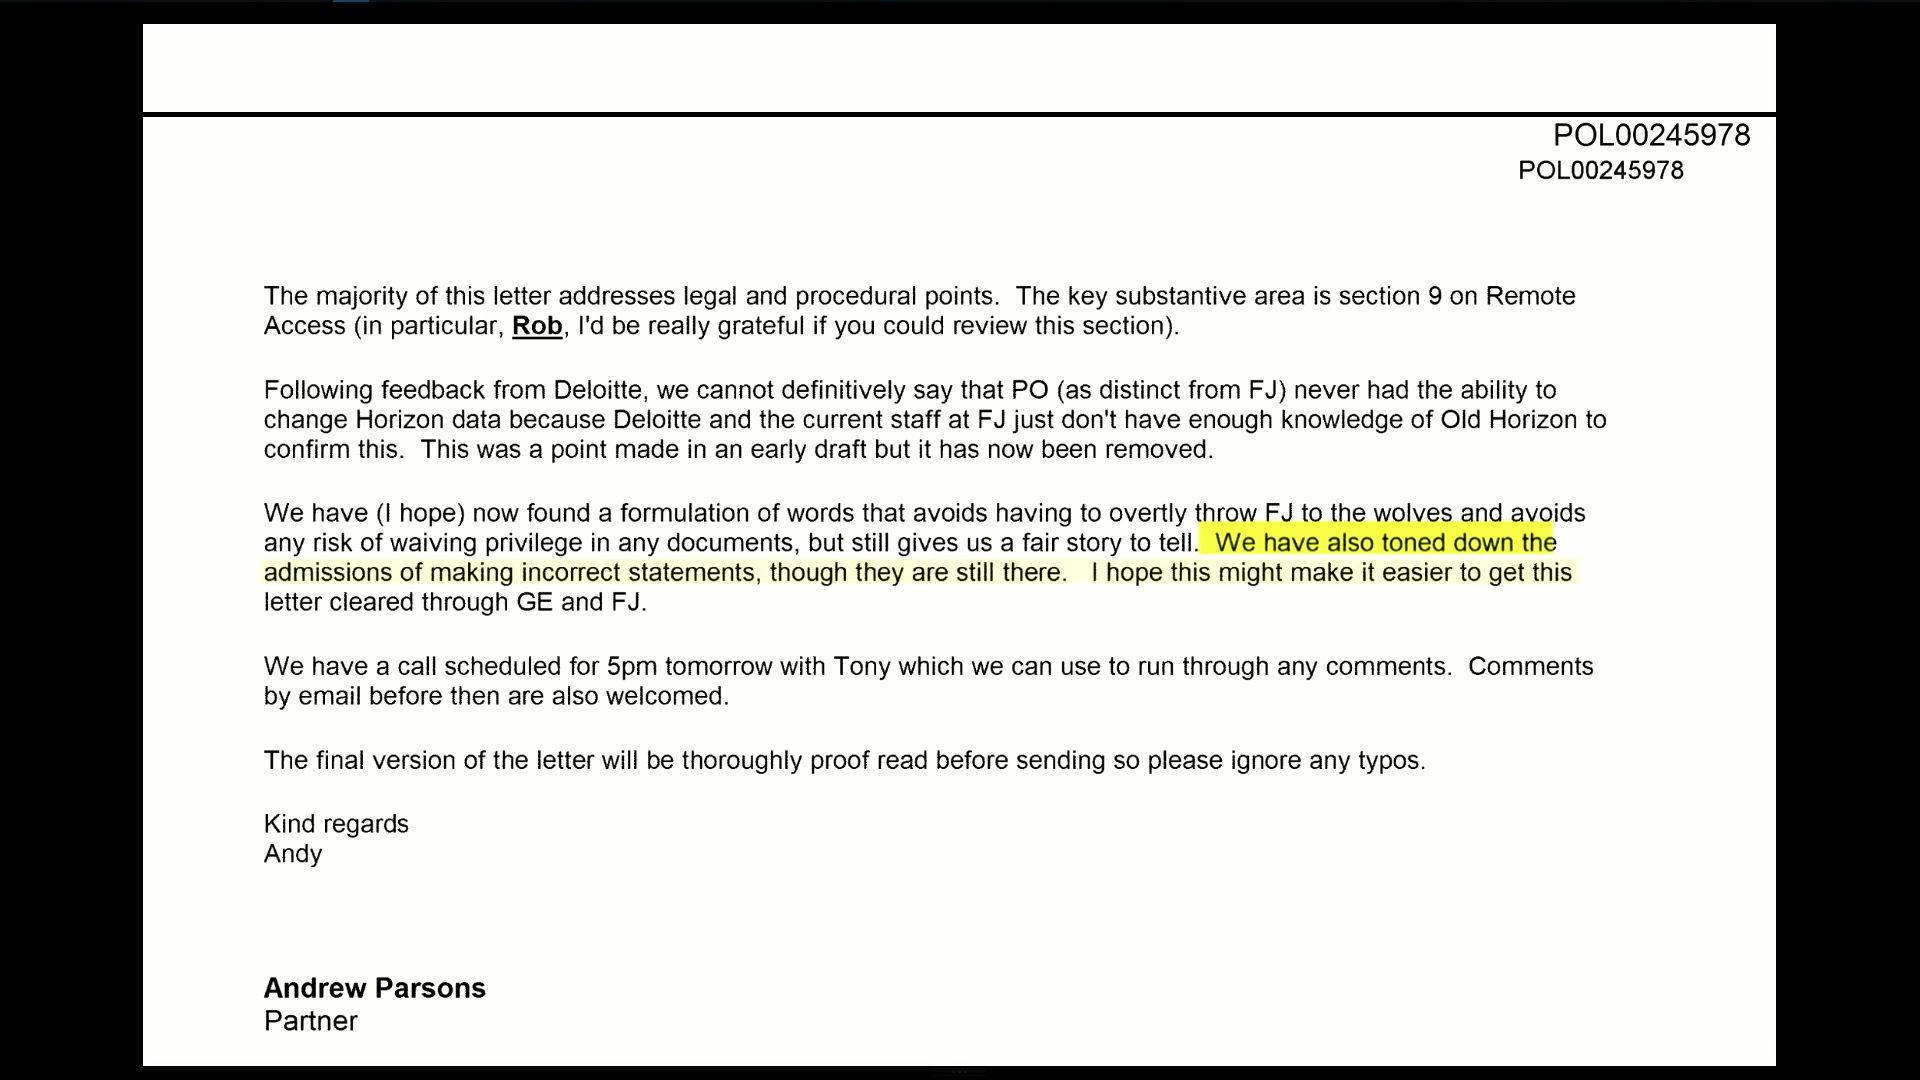 POL00245978
POL00245978
The majority of this letter addresses legal and procedural points.  The key substantive area is section 9 on Remote
Access (in particular, Rob, I'd be really grateful if you could review this section).
Following feedback from Deloitte, we cannot definitively say that PO (as distinct from FJ) never had the ability to
change Horizon data because Deloitte and the current staff at FJ just don't have enough knowledge of Old Horizon to
confirm this.  This was a point made in an early draft but it has now been removed.
We have (I hope) now found a formulation of words that avoids having to overtly throw FJ to the wolves and avoids
any risk of waiving privilege in any documents, but still gives us a fair story to tell.  We have also toned down the
admissions of making incorrect statements, though they are still there.   I hope this might make it easier to get this
letter cleared through GE and FJ.
We have a call scheduled for 5pm tomorrow with Tony which we can use to run through any comments.  Comments
by email before then are also welcomed.
The final version of the letter will be thoroughly proof read before sending so please ignore any typos.
Kind regards
Andy
Andrew Parsons
Partner